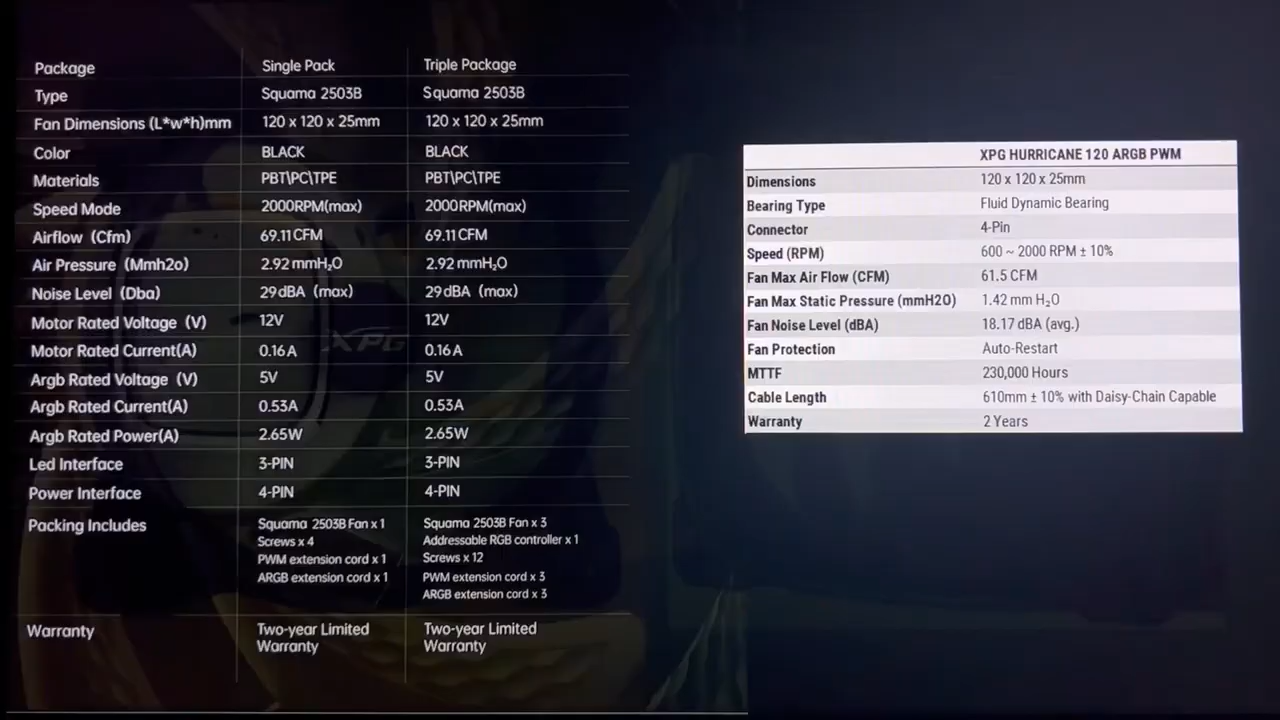 Package Single Pack Triple Package
Type Squama 2503B Squama 2503B
Fan Dimensions (L*w*h)mm 120 x 120 x 25mm 120 x 120 x 25mm
Color BLACK BLACK
Materials PBT\PC\TPE PBT\PC\TPE
Speed Mode 2000RPM(max) 2000RPM(max)
Airflow (Cfm) 69.11CFM 69.11CFM
Air Pressure (Mmh2o) 2.92 mmH₂O 2.92 mmH₂O
Noise Level (Dba) 29dBA (max) 29dBA (max)
Motor Rated Voltage (V) 12V 12V
Motor Rated Current(A) 0.16A 0.16A
Argb Rated Voltage (V) 5V 5V
Argb Rated Current(A) 0.53A 0.53A
Argb Rated Power(A) 2.65W 2.65W
Led Interface 3-PIN 3-PIN
Power Interface 4-PIN 4-PIN
Packing Includes Squama 2503B Fan x 1 Squama 2503B Fan x 3
Screws x 4 Addressable RGB controller x 1
PWM extension cord x 1 Screws x 12
ARGB extension cord x 1 PWM extension cord x 3
ARGB extension cord x 3
Warranty Two-year Limited Two-year Limited
Warranty Warranty
XPG
XPG HURRICANE 120 ARGB PWM
Dimensions 120 x 120 x 25mm
Bearing Type Fluid Dynamic Bearing
Connector 4-Pin
Speed (RPM) 600 ~ 2000 RPM ± 10%
Fan Max Air Flow (CFM) 61.5 CFM
Fan Max Static Pressure (mmH2O) 1.42 mm H₂O
Fan Noise Level (dBA) 18.17 dBA (avg.)
Fan Protection Auto-Restart
MTTF 230,000 Hours
Cable Length 610mm ± 10% with Daisy-Chain Capable
Warranty 2 Years